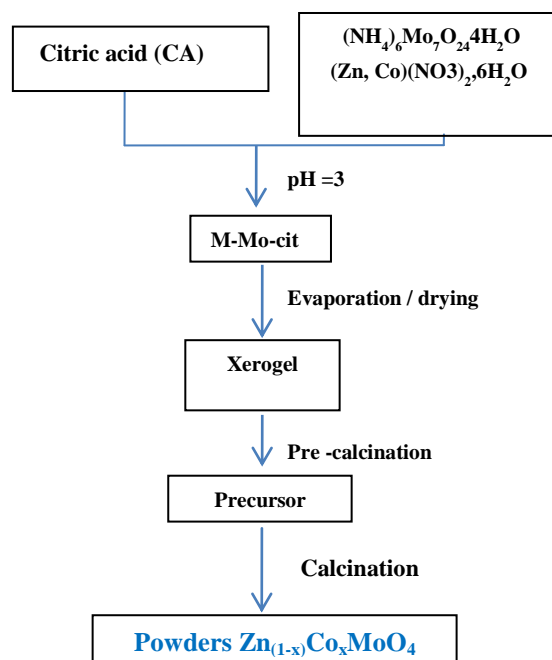 Citric acid (CA)
(NH₄)₆Mo₇O₂₄4H₂O
(Zn, Co)(NO3)₂,6H₂O
pH =3
M-Mo-cit
Evaporation / drying
Xerogel
Pre -calcination
Precursor
Calcination
Powders Zn₍₁₋ₓ₎CoₓMoO₄